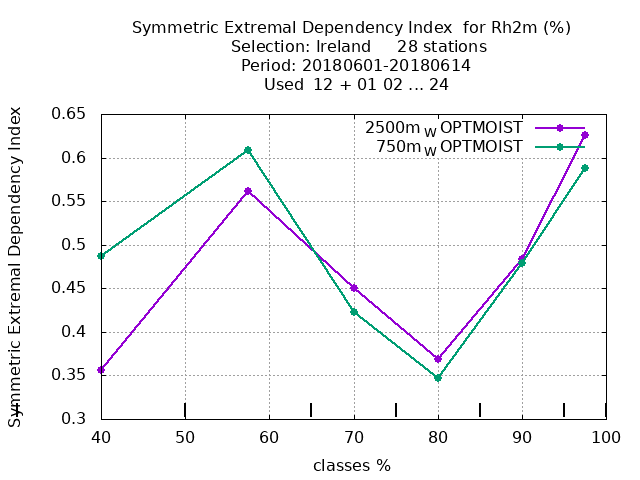 Symmetric Extremal Dependency Index for Rh2m (%)
Selection: Ireland 28 stations
Period: 20180601-20180614
Used 12 + 01 02 ... 24
Symmetric Extremal Dependency Index
0.65
0.6
0.55
0.5
0.45
0.4
0.35
0.3
2500m W OPTMOIST
750m W OPTMOIST
40 50 60 70 80 90 100
classes %